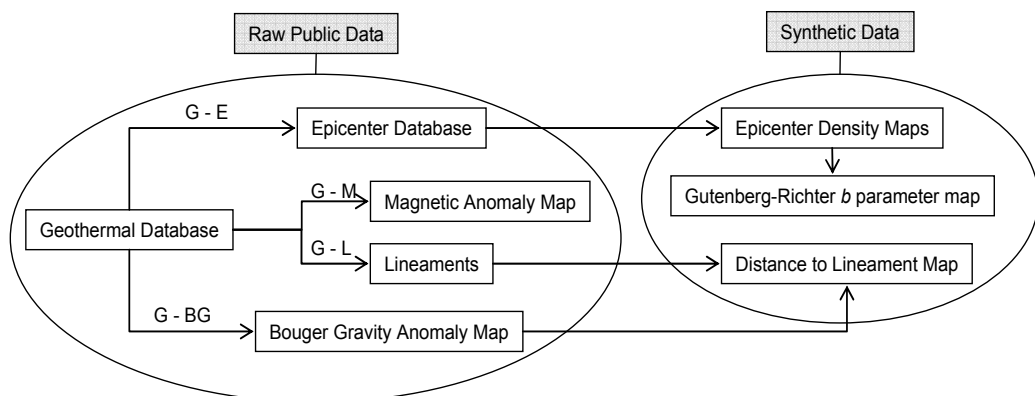 Raw Public Data
Synthetic Data
G - E
Epicenter Database
Epicenter Density Maps
G - M
Magnetic Anomaly Map
Gutenberg-Richter b parameter map
Geothermal Database
G - L
Lineaments
Distance to Lineament Map
G - BG
Bouger Gravity Anomaly Map